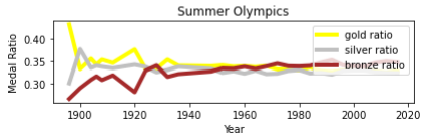 Summer Olympics
Medal Ratio
0.40
0.35
0.30
gold ratio
silver ratio
bronze ratio
1900 1920 1940 1960 1980 2000 2020
Year